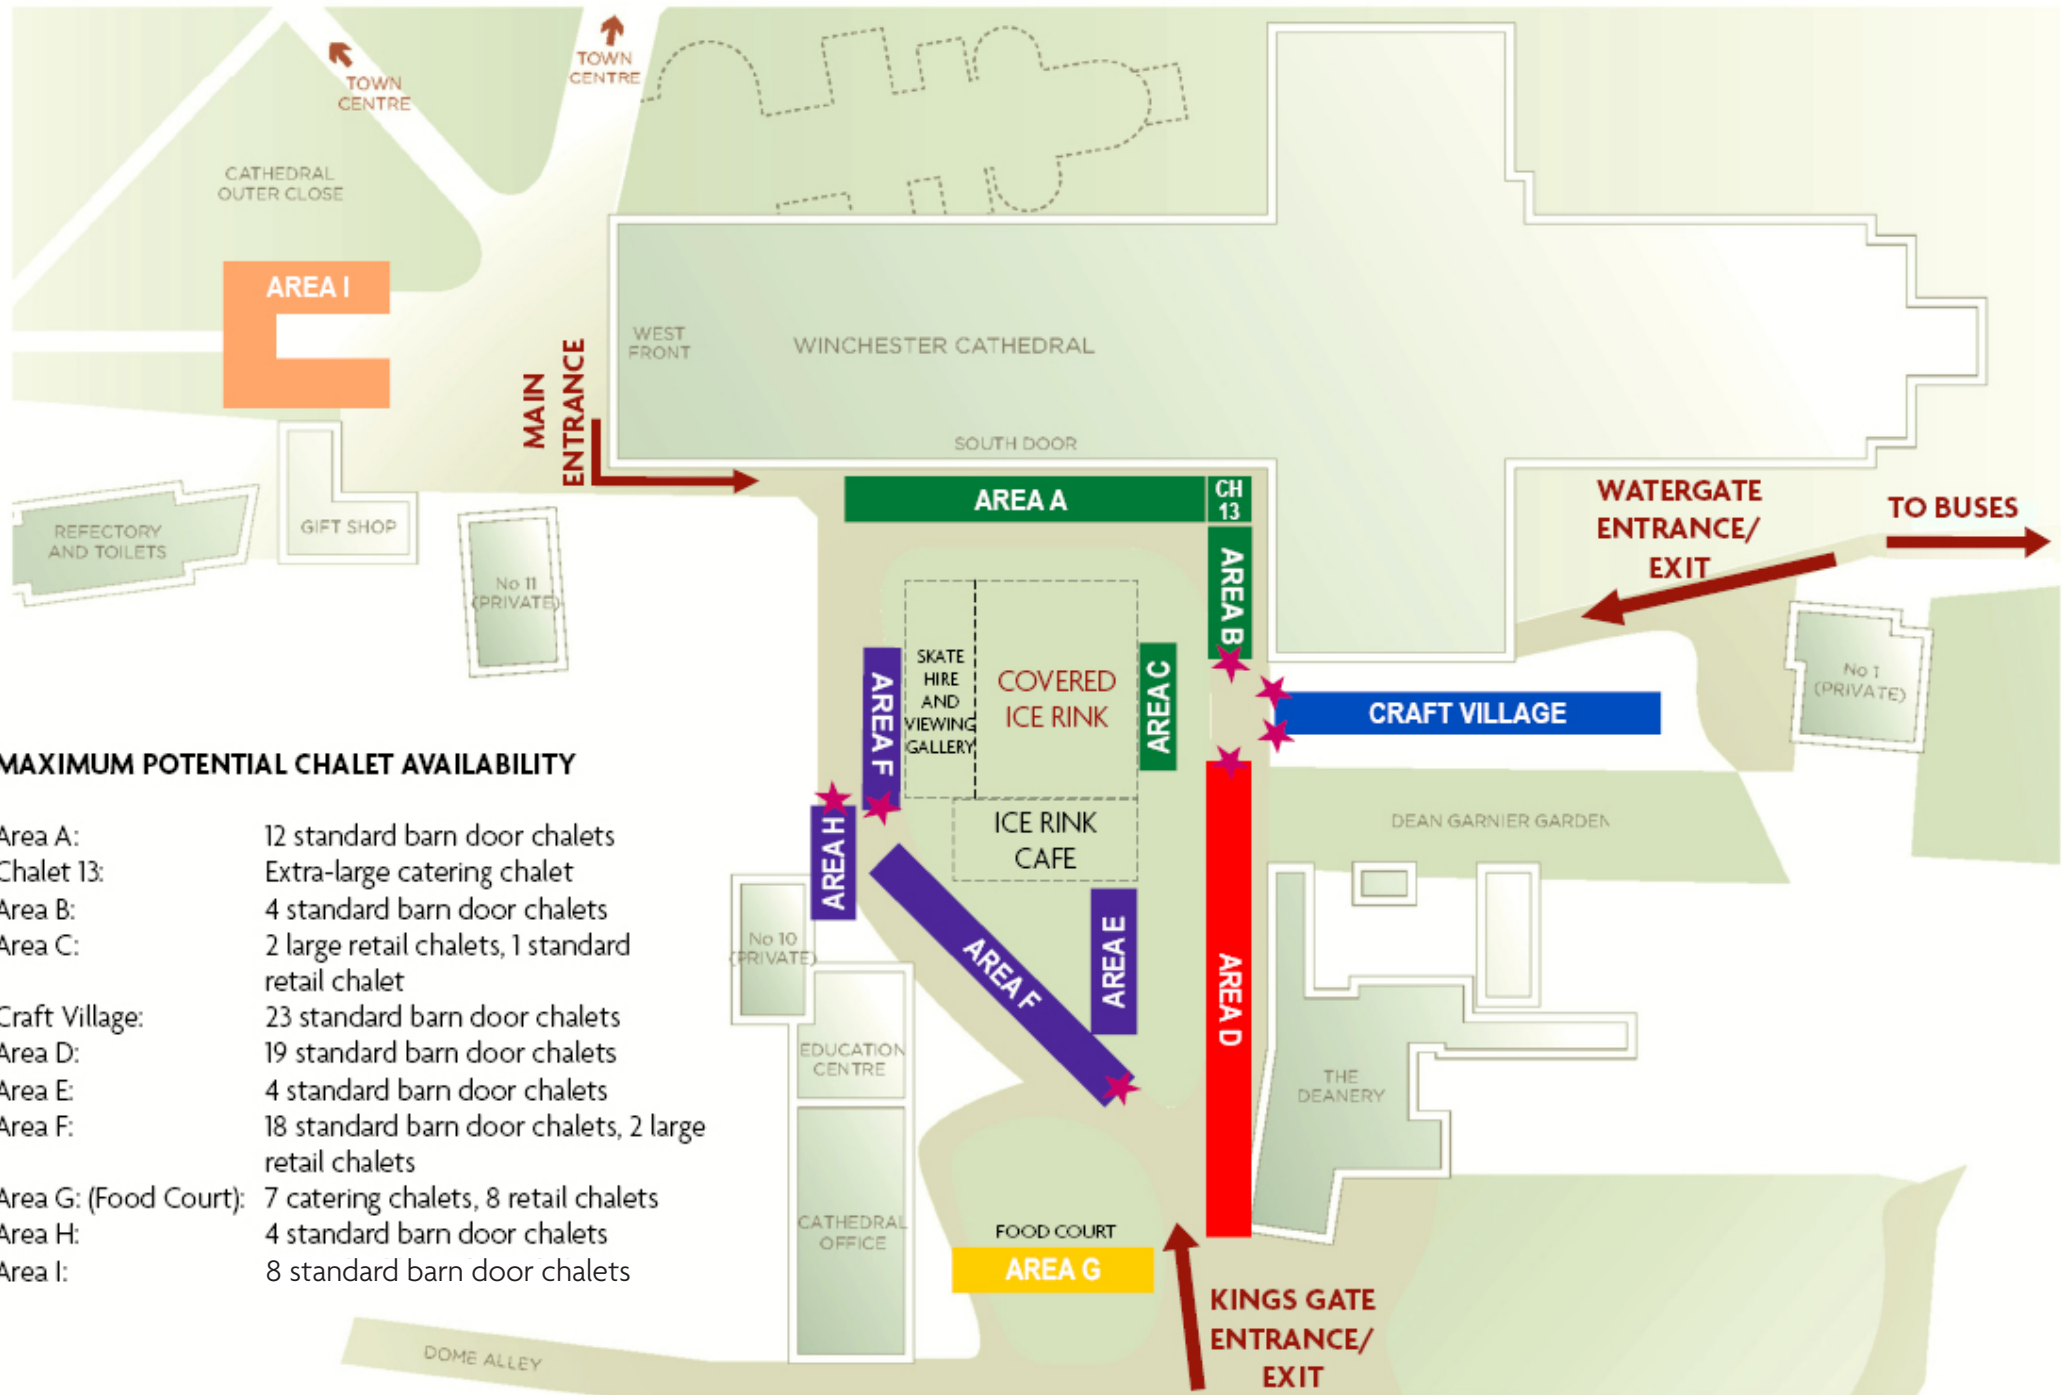 TOWN
CENTRE
TOWN
CENTRE
CATHEDRAL
OUTER CLOSE
AREA I
WEST
FRONT
WINCHESTER CATHEDRAL
MAIN
ENTRANCE
SOUTH DOOR
AREA A
CH
13
WATERGATE
ENTRANCE/
EXIT
TO BUSES
REFECTORY
AND TOILETS
GIFT SHOP
No 11
(PRIVATE)
AREA B
SKATE
HIRE
AND
VIEWING
GALLERY
COVERED
ICE RINK
AREA C
AREA F
CRAFT VILLAGE
No 1
(PRIVATE)
ICE RINK
CAFE
DEAN GARNIER GARDEN
AREA H
AREA E
AREA F
AREA D
No 10
(PRIVATE)
EDUCATION
CENTRE
THE
DEANERY
CATHEDRAL
OFFICE
FOOD COURT
AREA G
KINGS GATE
ENTRANCE/
EXIT
DOME ALLEY
MAXIMUM POTENTIAL CHALET AVAILABILITY
Area A: 12 standard barn door chalets
Chalet 13: Extra-large catering chalet
Area B: 4 standard barn door chalets
Area C: 2 large retail chalets, 1 standard
retail chalet
Craft Village: 23 standard barn door chalets
Area D: 19 standard barn door chalets
Area E: 4 standard barn door chalets
Area F: 18 standard barn door chalets, 2 large
retail chalets
Area G: (Food Court): 7 catering chalets, 8 retail chalets
Area H: 4 standard barn door chalets
Area I: 8 standard barn door chalets